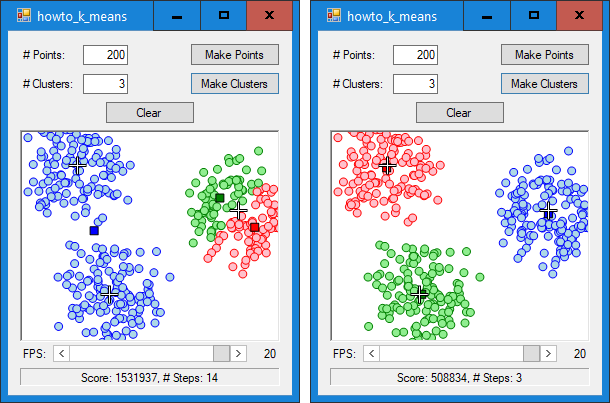 howto_k_means
# Points: 200 Make Points
# Clusters: 3 Make Clusters
Clear
FPS: 20
Score: 1531937, # Steps: 14
howto_k_means
# Points: 200 Make Points
# Clusters: 3 Make Clusters
Clear
FPS: 20
Score: 508834, # Steps: 3